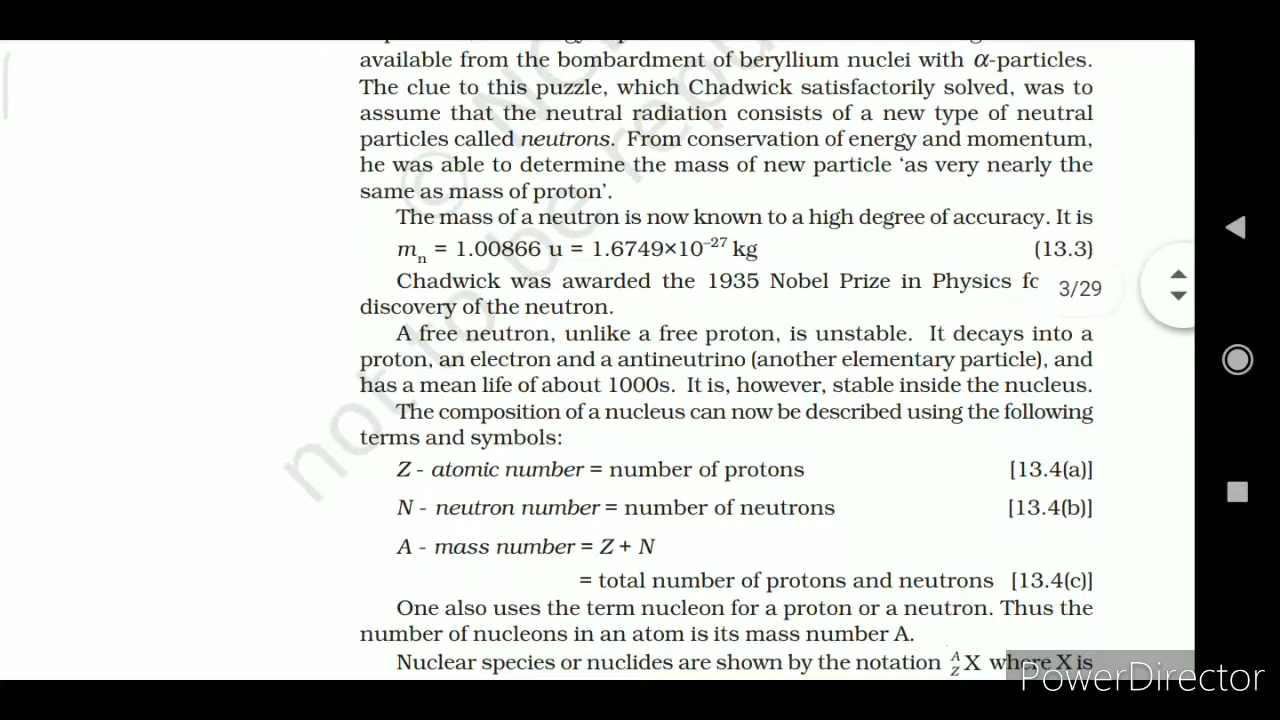 available from the bombardment of beryllium nuclei with α-particles.
The clue to this puzzle, which Chadwick satisfactorily solved, was to
assume that the neutral radiation consists of a new type of neutral
particles called neutrons. From conservation of energy and momentum,
he was able to determine the mass of new particle ‘as very nearly the
same as mass of proton’.
The mass of a neutron is now known to a high degree of accuracy. It is
mₙ = 1.00866 u = 1.6749×10⁻²⁷ kg (13.3)
Chadwick was awarded the 1935 Nobel Prize in Physics
3/29
discovery of the neutron.
A free neutron, unlike a free proton, is unstable. It decays into a
proton, an electron and a antineutrino (another elementary particle), and
has a mean life of about 1000s. It is, however, stable inside the nucleus.
The composition of a nucleus can now be described using the following
terms and symbols:
Z - atomic number = number of protons [13.4(a)]
N - neutron number = number of neutrons [13.4(b)]
A - mass number = Z + N
= total number of protons and neutrons [13.4(c)]
One also uses the term nucleon for a proton or a neutron. Thus the
number of nucleons in an atom is its mass number A.
Nuclear species or nuclides are shown by the notation ᴬ_Z X where X is
PowerDirector
not to be